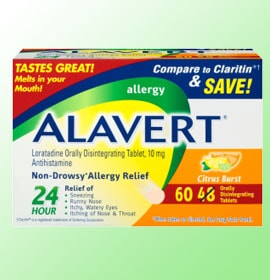 TASTES GREAT!
Melts in your
Mouth!
Compare to Claritin®*¹
& SAVE!
allergy
ALAVERT®
Loratadine Orally Disintegrating Tablet, 10 mg
Antihistamine
Non-Drowsy* Allergy Relief
Citrus Burst
24
HOUR
Relief of
• Sneezing
• Runny Nose
• Itchy, Watery Eyes
• Itching of Nose & Throat
60 48 Orally
Disintegrating
Tablets